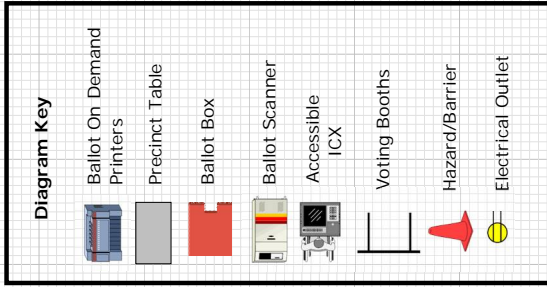 Diagram Key
Ballot On Demand
Printers
Precinct Table
Ballot Box
Ballot Scanner
Accessible
ICX
Voting Booths
Hazard/Barrier
Electrical Outlet